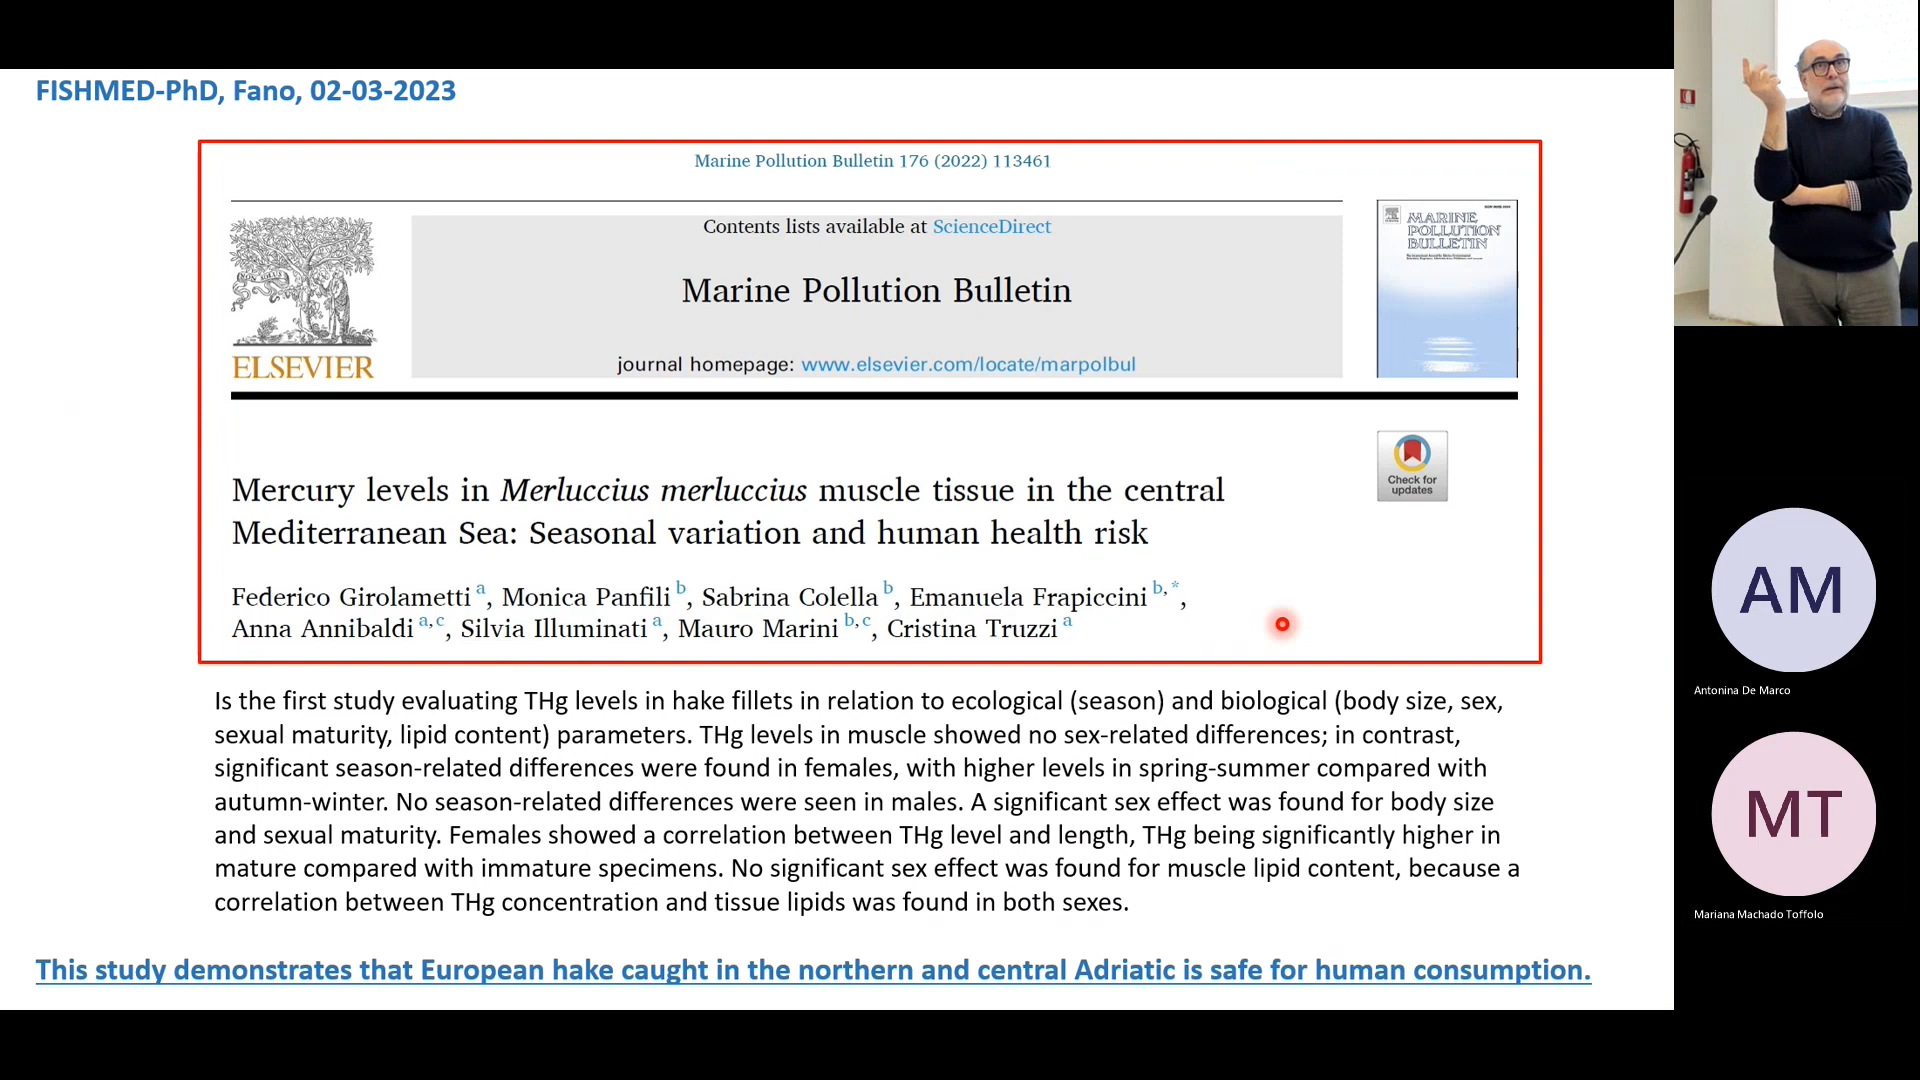 FISHMED-PhD, Fano, 02-03-2023
Marine Pollution Bulletin 176 (2022) 113461
Contents lists available at ScienceDirect
Marine Pollution Bulletin
journal homepage: www.elsevier.com/locate/marpolbul
ELSEVIER
MARINE
POLLUTION
BULLETIN
Check for
updates
Mercury levels in Merluccius merluccius muscle tissue in the central
Mediterranean Sea: Seasonal variation and human health risk
Federico Girolametti a, Monica Panfili b, Sabrina Colella b, Emanuela Frapiccini b,*,
Anna Annibaldi a,c, Silvia Illuminati a, Mauro Marini b,c, Cristina Truzzi a
Is the first study evaluating THg levels in hake fillets in relation to ecological (season) and biological (body size, sex,
sexual maturity, lipid content) parameters. THg levels in muscle showed no sex-related differences; in contrast,
significant season-related differences were found in females, with higher levels in spring-summer compared with
autumn-winter. No season-related differences were seen in males. A significant sex effect was found for body size
and sexual maturity. Females showed a correlation between THg level and length, THg being significantly higher in
mature compared with immature specimens. No significant sex effect was found for muscle lipid content, because a
correlation between THg concentration and tissue lipids was found in both sexes.
This study demonstrates that European hake caught in the northern and central Adriatic is safe for human consumption.
AM
Antonina De Marco
MT
Mariana Machado Toffolo